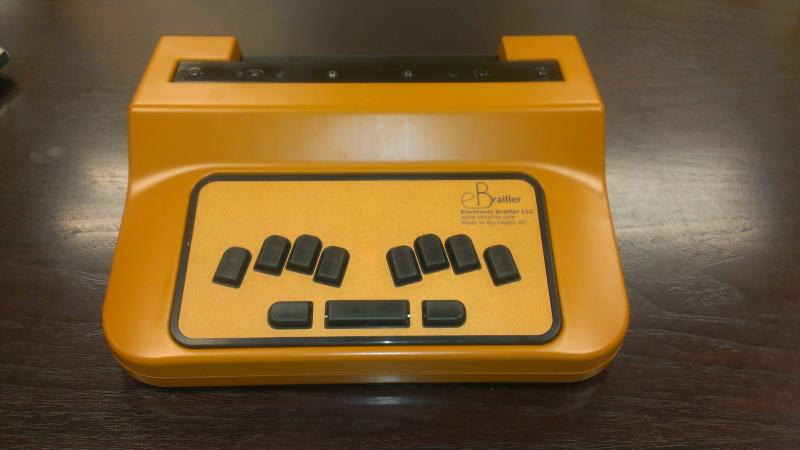 eBrailler
Electronic Brailler LLC
www.ebrailler.com
Made in Rochester NY.